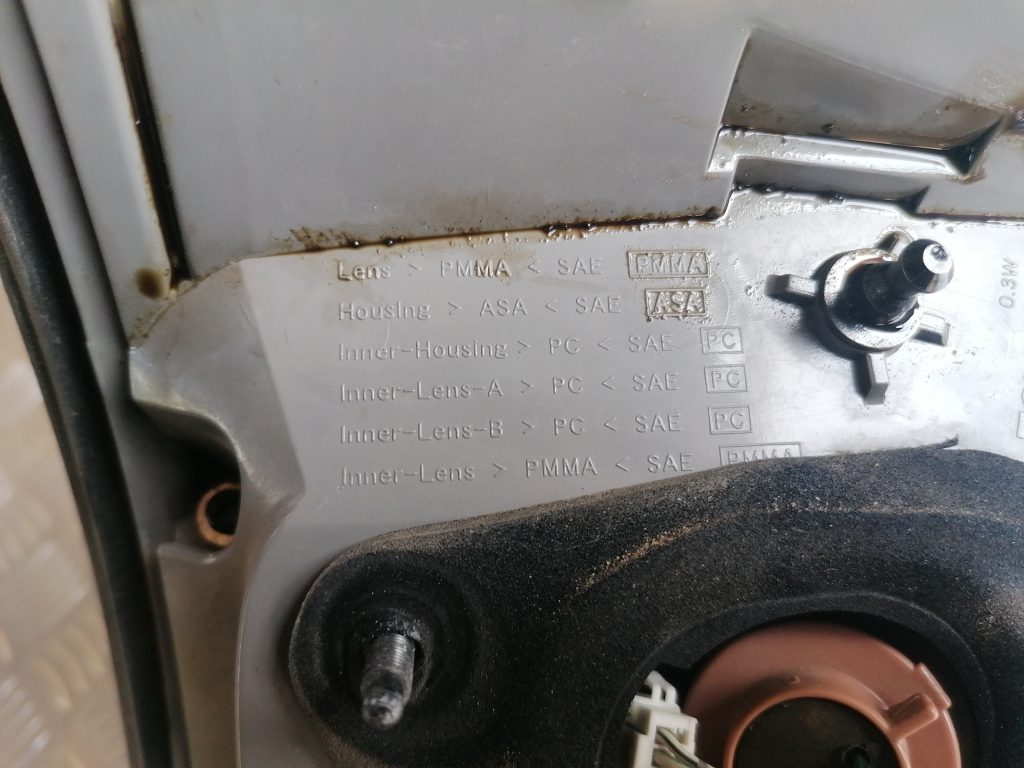 Lens > PMMA < SAE PMMA
Housing > ASA < SAE ASA
Inner-Housing > PC < SAE PC
Inner-Lens-A > PC < SAE PC
Inner-Lens-B > PC < SAE PC
Inner-Lens > PMMA < SAE PMMA
0.3W